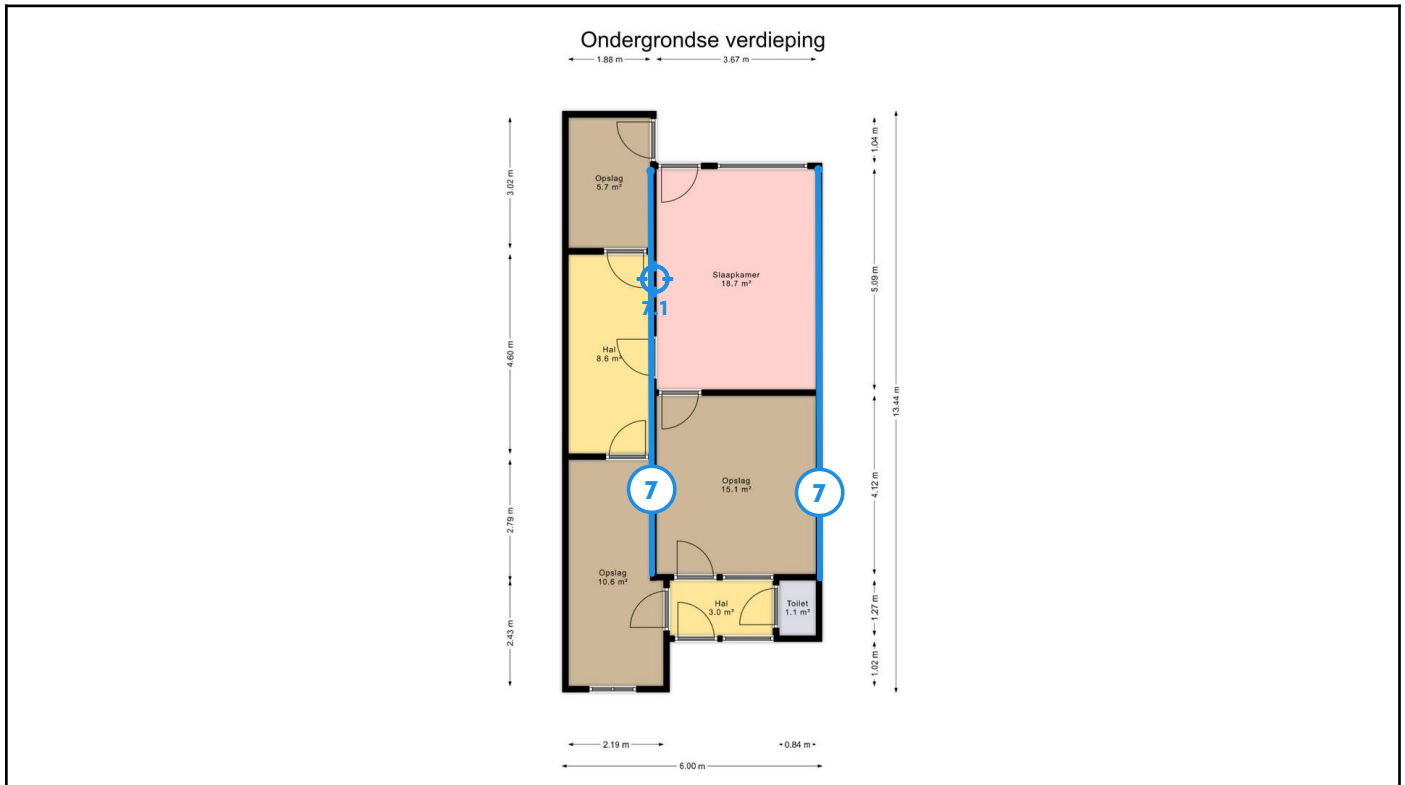 Ondergrondse verdieping
1.88 m
3.67 m
1.04 m
3.02 m
Opslag
5.7 m²
Slaapkamer
18.7 m²
5.09 m
7.1
Hal
8.6 m²
4.60 m
13.44 m
7
7
Opslag
15.1 m²
4.12 m
2.79 m
Opslag
10.6 m²
Hal
3.0 m²
Toilet
1.1 m²
1.27 m
2.43 m
1.02 m
2.19 m
0.84 m
6.00 m